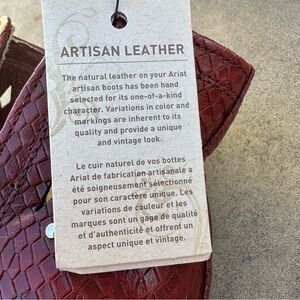 ARTISAN LEATHER
The natural leather on your Ariat
artisan boots has been hand
selected for its one-of-a-kind
character. Variations in color and
markings are inherent to its
quality and provide a unique
and vintage look.
Le cuir naturel de vos bottes
Ariat de fabrication artisanale a
été soigneusement sélectionné
pour son caractère unique. Les
variations de couleur et les
marques sont un gage de qualité
et d'authenticité et offrent un
aspect unique et vintage.